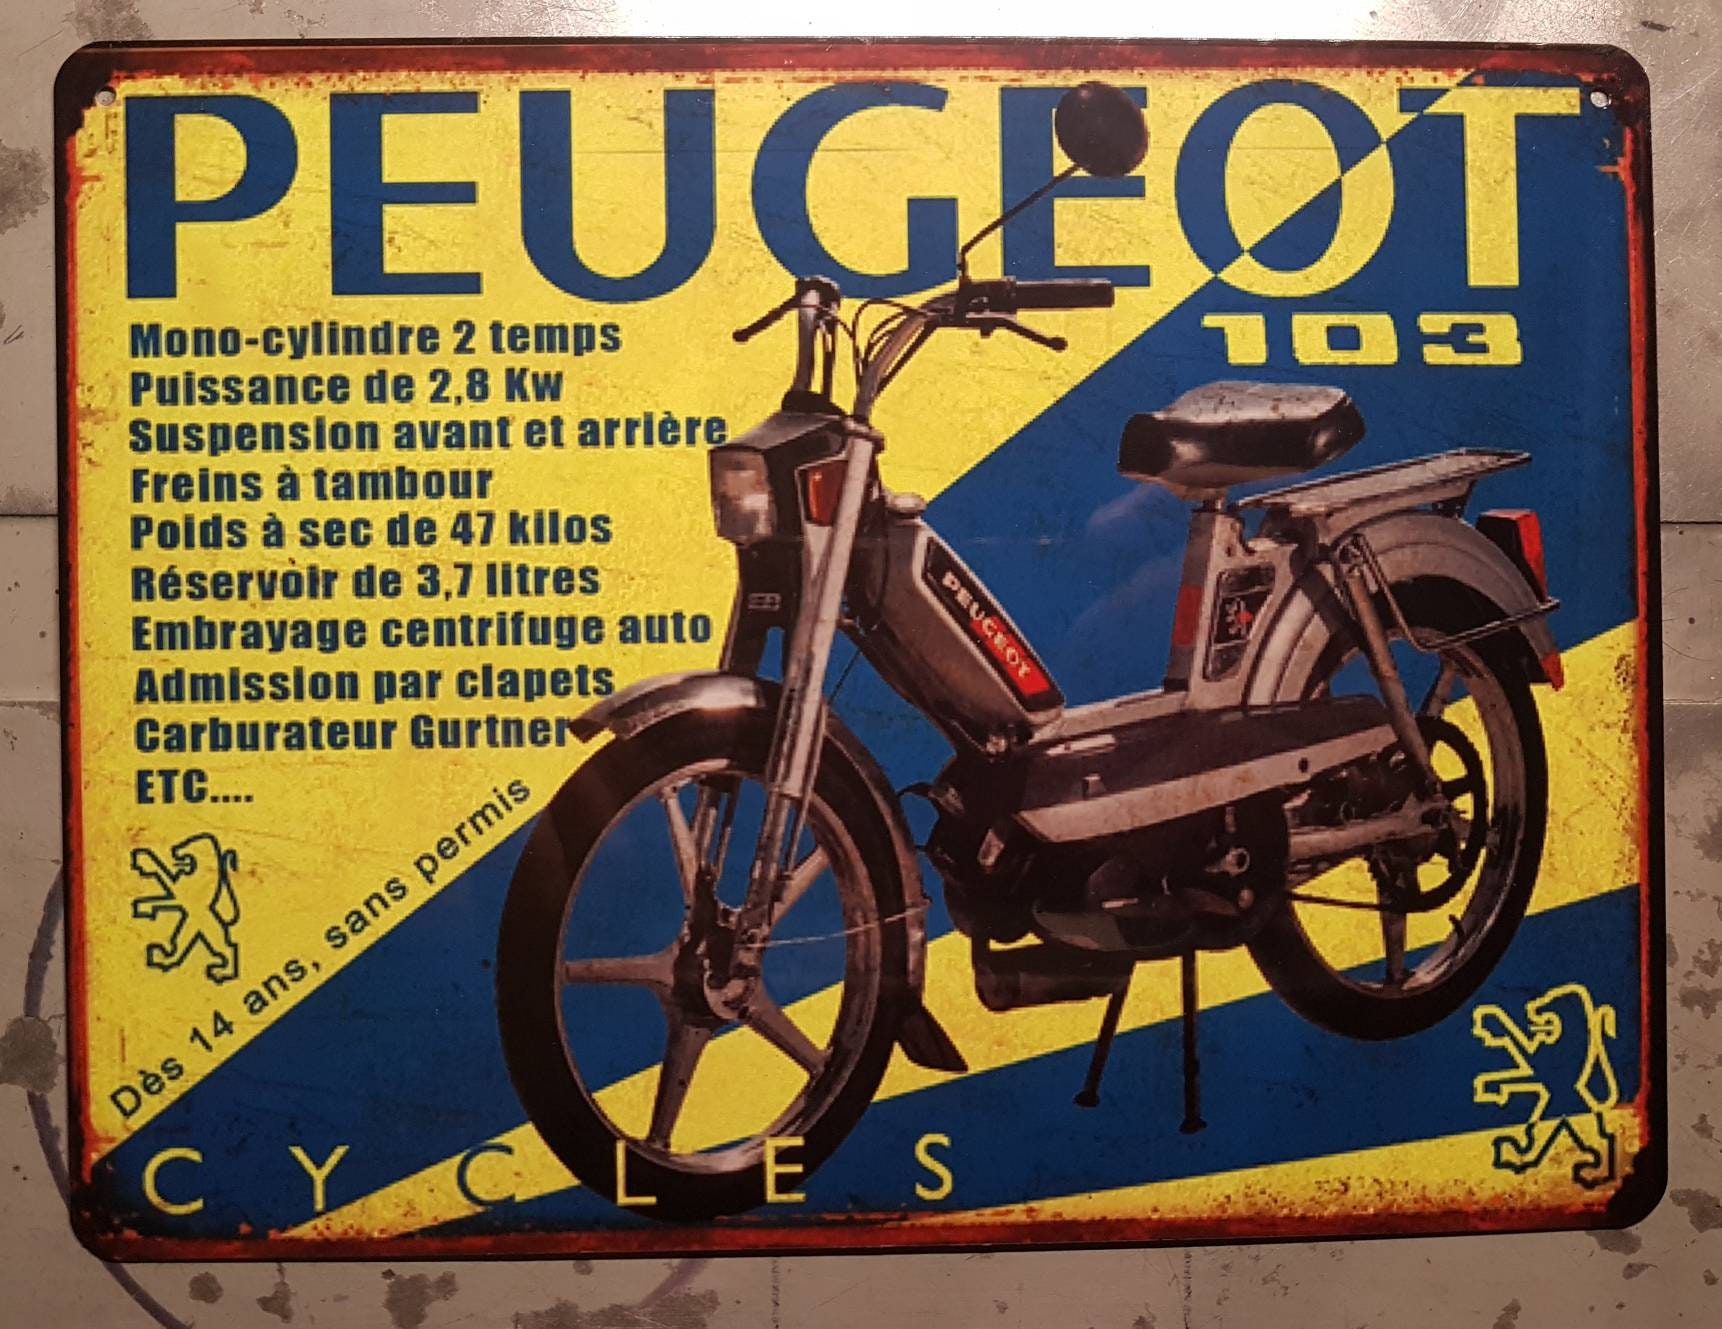 PEUGEOT
103
Mono-cylindre 2 temps
Puissance de 2,8 Kw
Suspension avant et arrière
Freins à tambour
Poids à sec de 47 kilos
Réservoir de 3,7 litres
Embrayage centrifuge auto
Admission par clapets
Carburateur Gurtner
ETC....
PEUGEOT
Dès 14 ans, sans permis
CYCLES